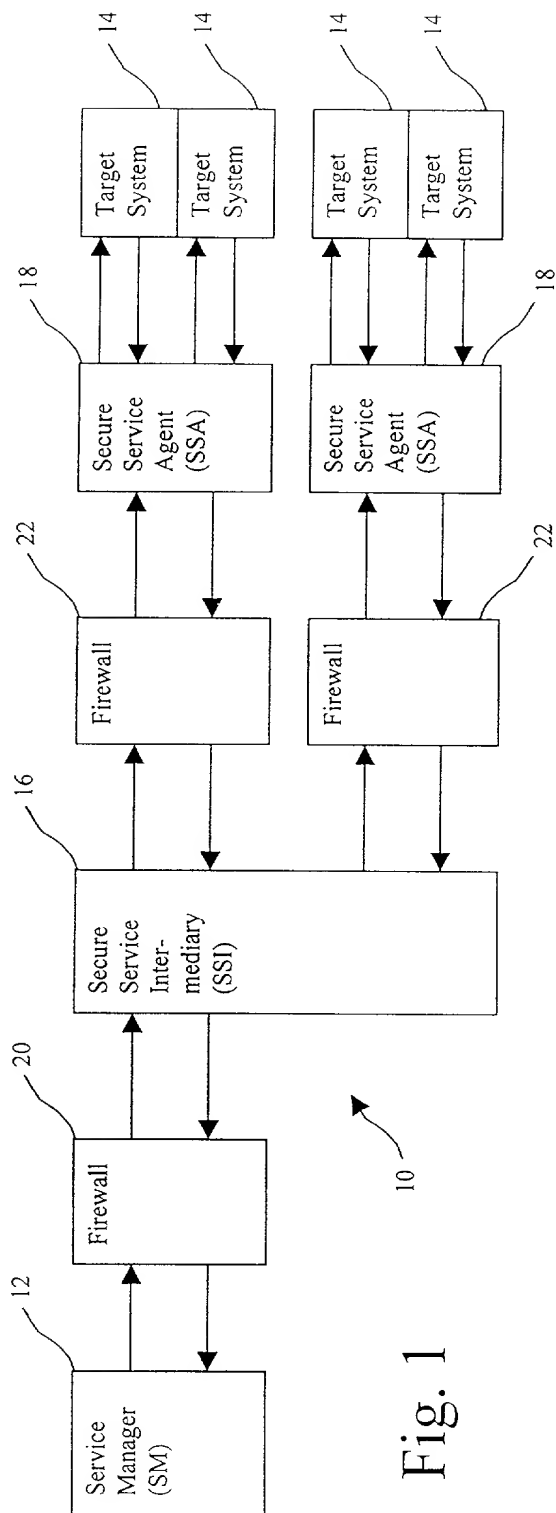 12
Service
Manager
(SM)
20
Firewall
16
Secure
Service
Inter-
mediary
(SSI)
22
Firewall
18
Secure
Service
Agent
(SSA)
Target
System
14
Target
System
14
Firewall
22
Secure
Service
Agent
(SSA)
18
Target
System
14
Target
System
14
10
Fig. 1